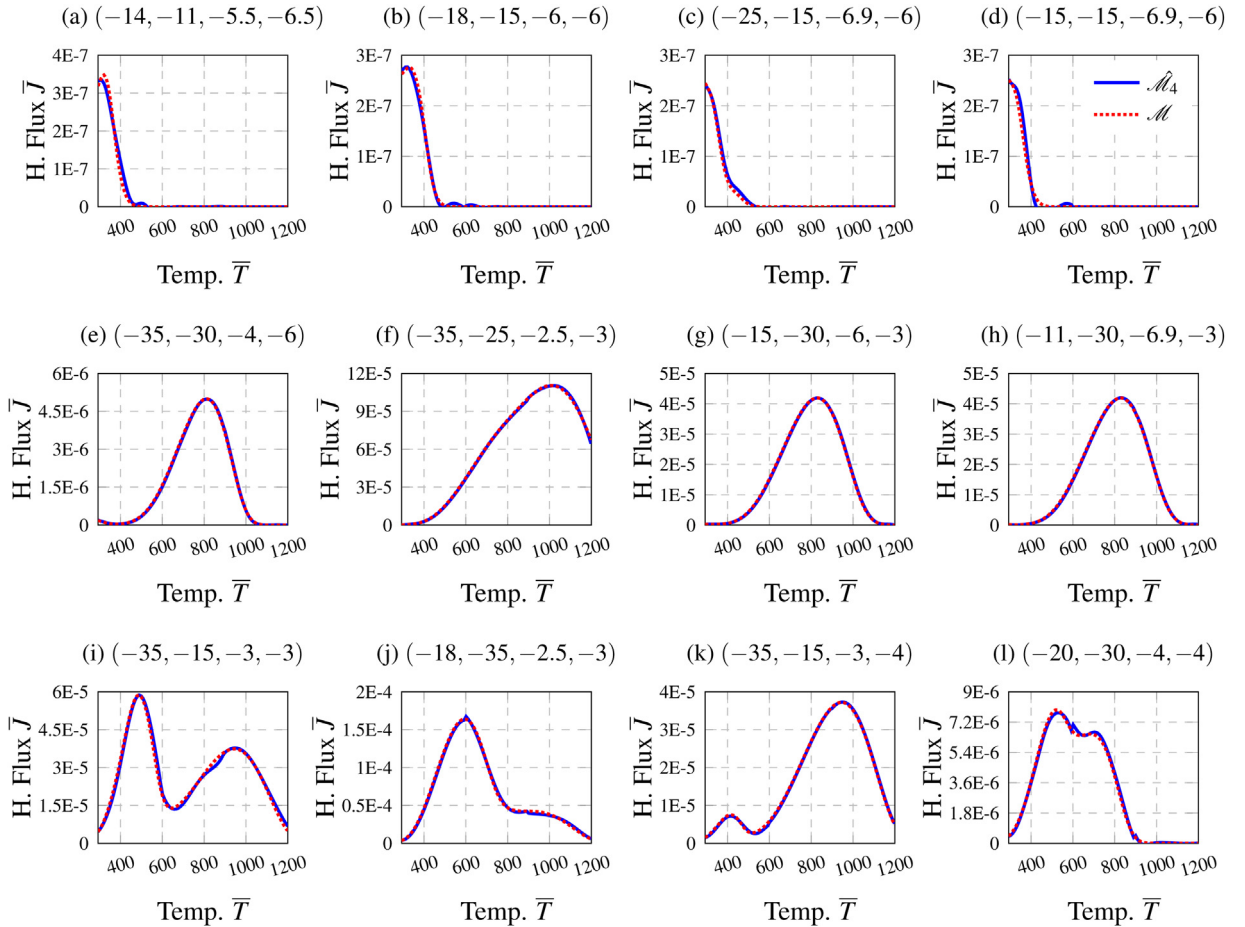 (a) (−14, −11, −5.5, −6.5)
(b) (−18, −15, −6, −6)
(c) (−25, −15, −6.9, −6)
(d) (−15, −15, −6.9, −6)
H. Flux J̅
4E-7
3E-7
2E-7
1E-7
0
400 600 800 1000 1200
Temp. T̅
H. Flux J̅
3E-7
2E-7
1E-7
0
400 600 800 1000 1200
Temp. T̅
H. Flux J̅
3E-7
2E-7
1E-7
0
400 600 800 1000 1200
Temp. T̅
H. Flux J̅
3E-7
2E-7
1E-7
0
400 600 800 1000 1200
Temp. T̅
ℳ̂₄
ℳ
(e) (−35, −30, −4, −6)
(f) (−35, −25, −2.5, −3)
(g) (−15, −30, −6, −3)
(h) (−11, −30, −6.9, −3)
H. Flux J̅
6E-6
4.5E-6
3E-6
1.5E-6
0
400 600 800 1000 1200
Temp. T̅
H. Flux J̅
12E-5
9E-5
6E-5
3E-5
0
400 600 800 1000 1200
Temp. T̅
H. Flux J̅
5E-5
4E-5
3E-5
2E-5
1E-5
0
400 600 800 1000 1200
Temp. T̅
H. Flux J̅
5E-5
4E-5
3E-5
2E-5
1E-5
0
400 600 800 1000 1200
Temp. T̅
(i) (−35, −15, −3, −3)
(j) (−18, −35, −2.5, −3)
(k) (−35, −15, −3, −4)
(l) (−20, −30, −4, −4)
H. Flux J̅
6E-5
4.5E-5
3E-5
1.5E-5
0
400 600 800 1000 1200
Temp. T̅
H. Flux J̅
2E-4
1.5E-4
1E-4
0.5E-4
0
400 600 800 1000 1200
Temp. T̅
H. Flux J̅
4E-5
3E-5
2E-5
1E-5
0
400 600 800 1000 1200
Temp. T̅
H. Flux J̅
9E-6
7.2E-6
5.4E-6
3.6E-6
1.8E-6
0
400 600 800 1000 1200
Temp. T̅